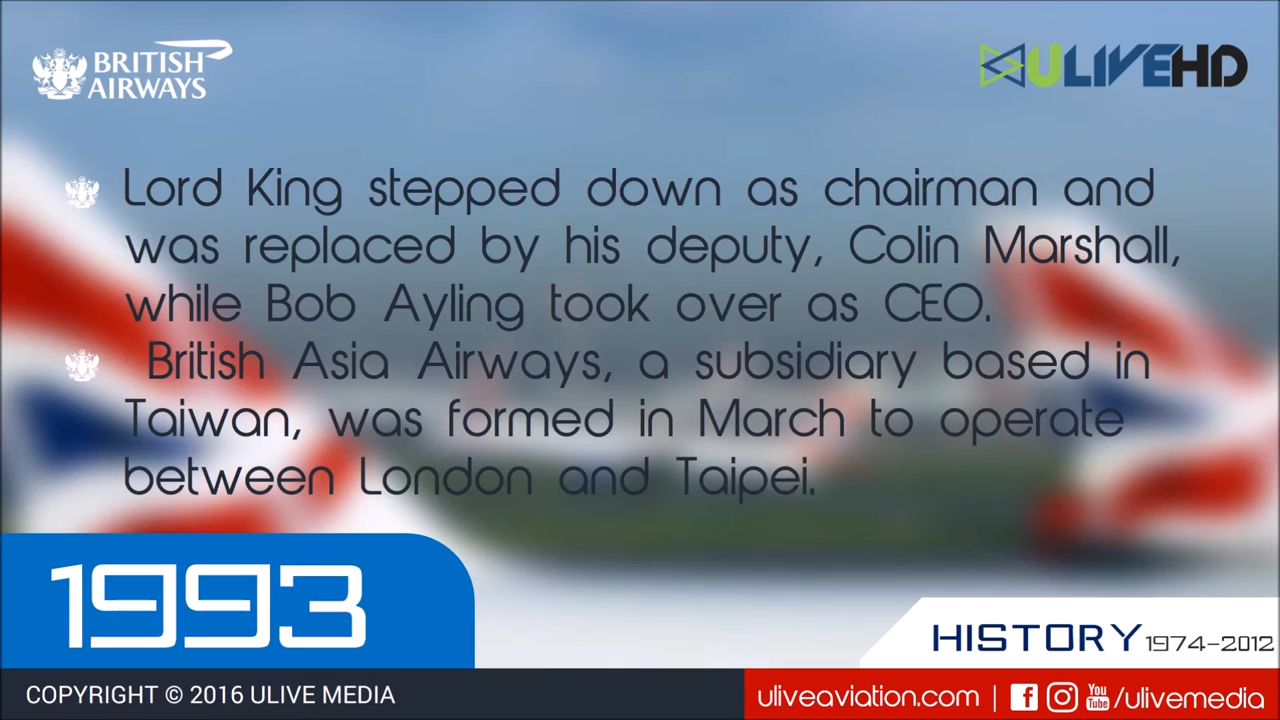 BRITISH
AIRWAYS
ULIVEHD
Lord King stepped down as chairman and
was replaced by his deputy, Colin Marshall,
while Bob Ayling took over as CEO.
British Asia Airways, a subsidiary based in
Taiwan, was formed in March to operate
between London and Taipei.
1993
HISTORY 1974-2012
COPYRIGHT © 2016 ULIVE MEDIA
uliveaviation.com | f You Tube /ulivemedia